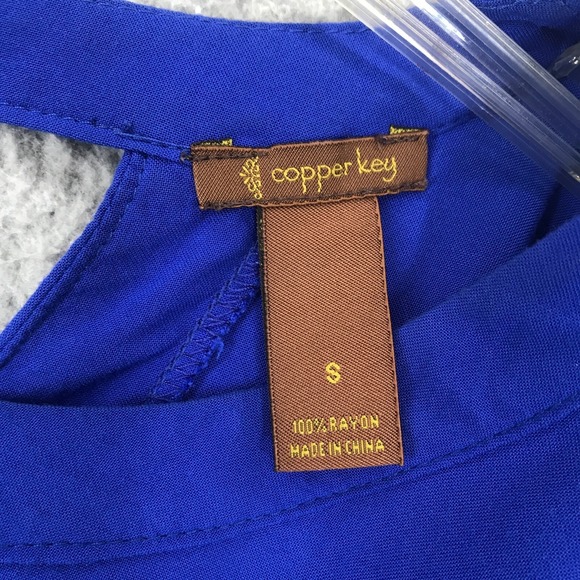 copper key
S
100% RAYON
MADE IN CHINA